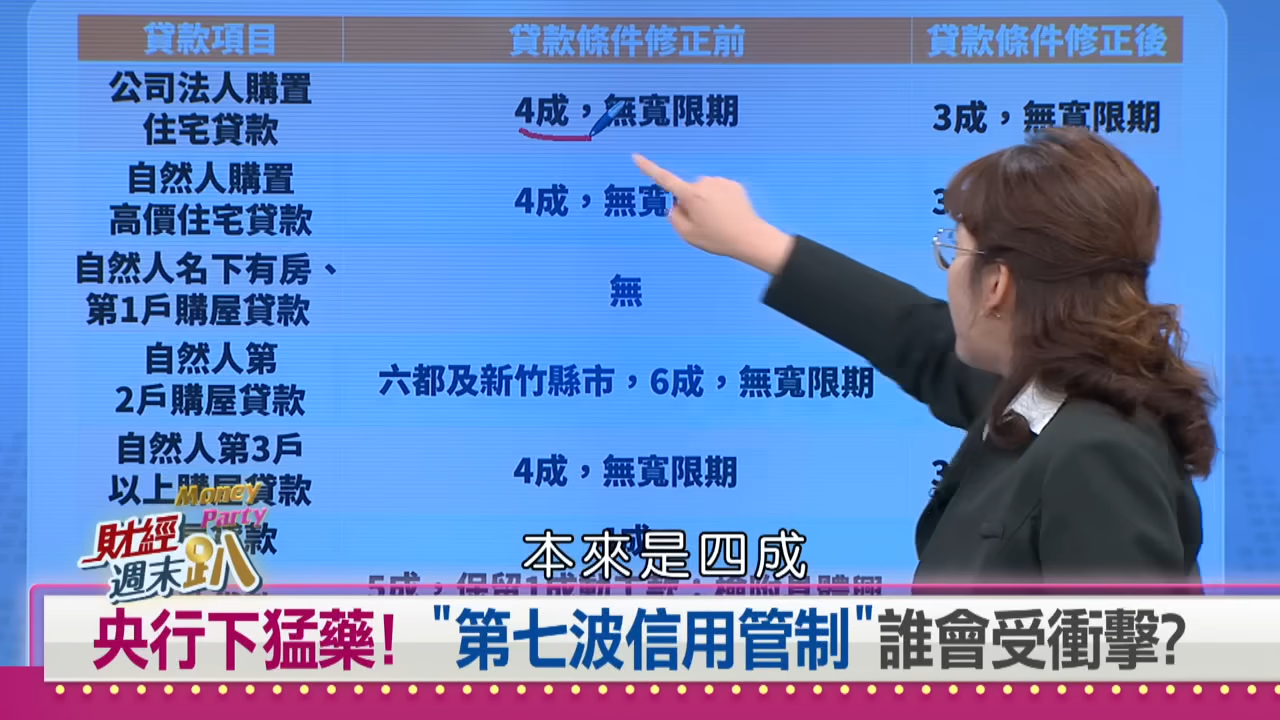 貸款項目 貸款條件修正前 貸款條件修正後
公司法人購置
住宅貸款
4成，無寬限期
3成，無寬限期
自然人購置
高價住宅貸款
4成，無寬
3
自然人名下有房、
第1戶購屋貸款
無
自然人第
2戶購屋貸款
六都及新竹縣市，6成，無寬限期
自然人第3戶
以上購屋貸款
4成，無寬限期
3
Money
Party
財經
週末趴
貸款
本來是四成
央行下猛藥！"第七波信用管制"誰會受衝擊?